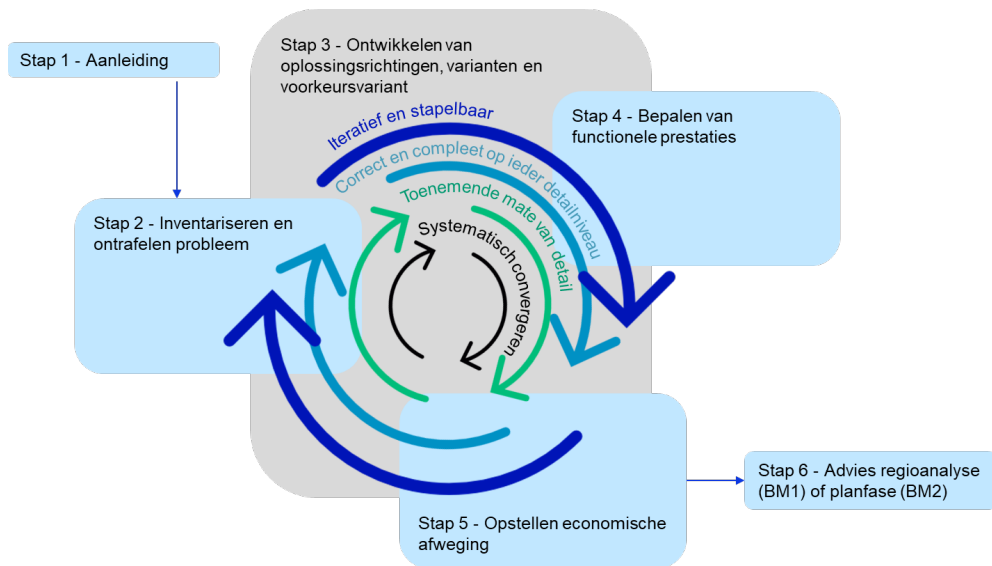 Stap 1 - Aanleiding
Stap 3 - Ontwikkelen van
oplossingsrichtingen, varianten en
voorkeursvariant
Stap 4 - Bepalen van
functionele prestaties
Iteratief en stapelbaar
Correct en compleet op ieder detailniveau
Toenemende mate van detail
Systematisch convergeren
Stap 2 - Inventariseren en
ontrafelen probleem
Stap 5 - Opstellen economische
afweging
Stap 6 - Advies regioanalyse
(BM1) of planfase (BM2)